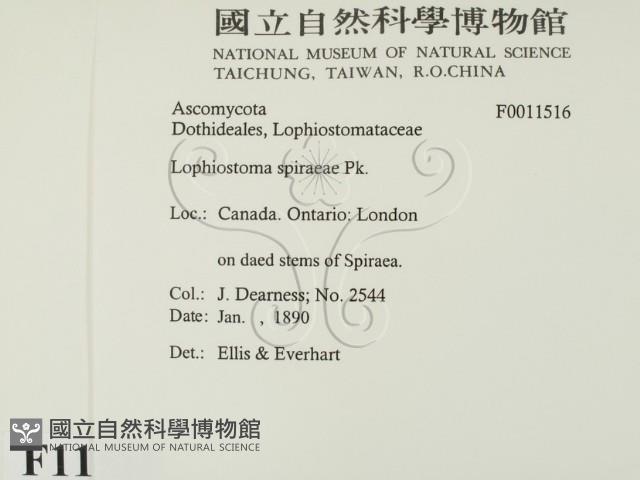 國立自然科學博物館
NATIONAL MUSEUM OF NATURAL SCIENCE
TAICHUNG, TAIWAN, R.O.CHINA
Ascomycota F0011516
Dothideales, Lophiostomataceae
Lophiostoma spiraeae Pk.
Loc.: Canada. Ontario: London
on daed stems of Spiraea.
Col.: J. Dearness; No. 2544
Date: Jan. , 1890
Det.: Ellis & Everhart
國立自然科學博物館
NATIONAL MUSEUM OF NATURAL SCIENCE
F11